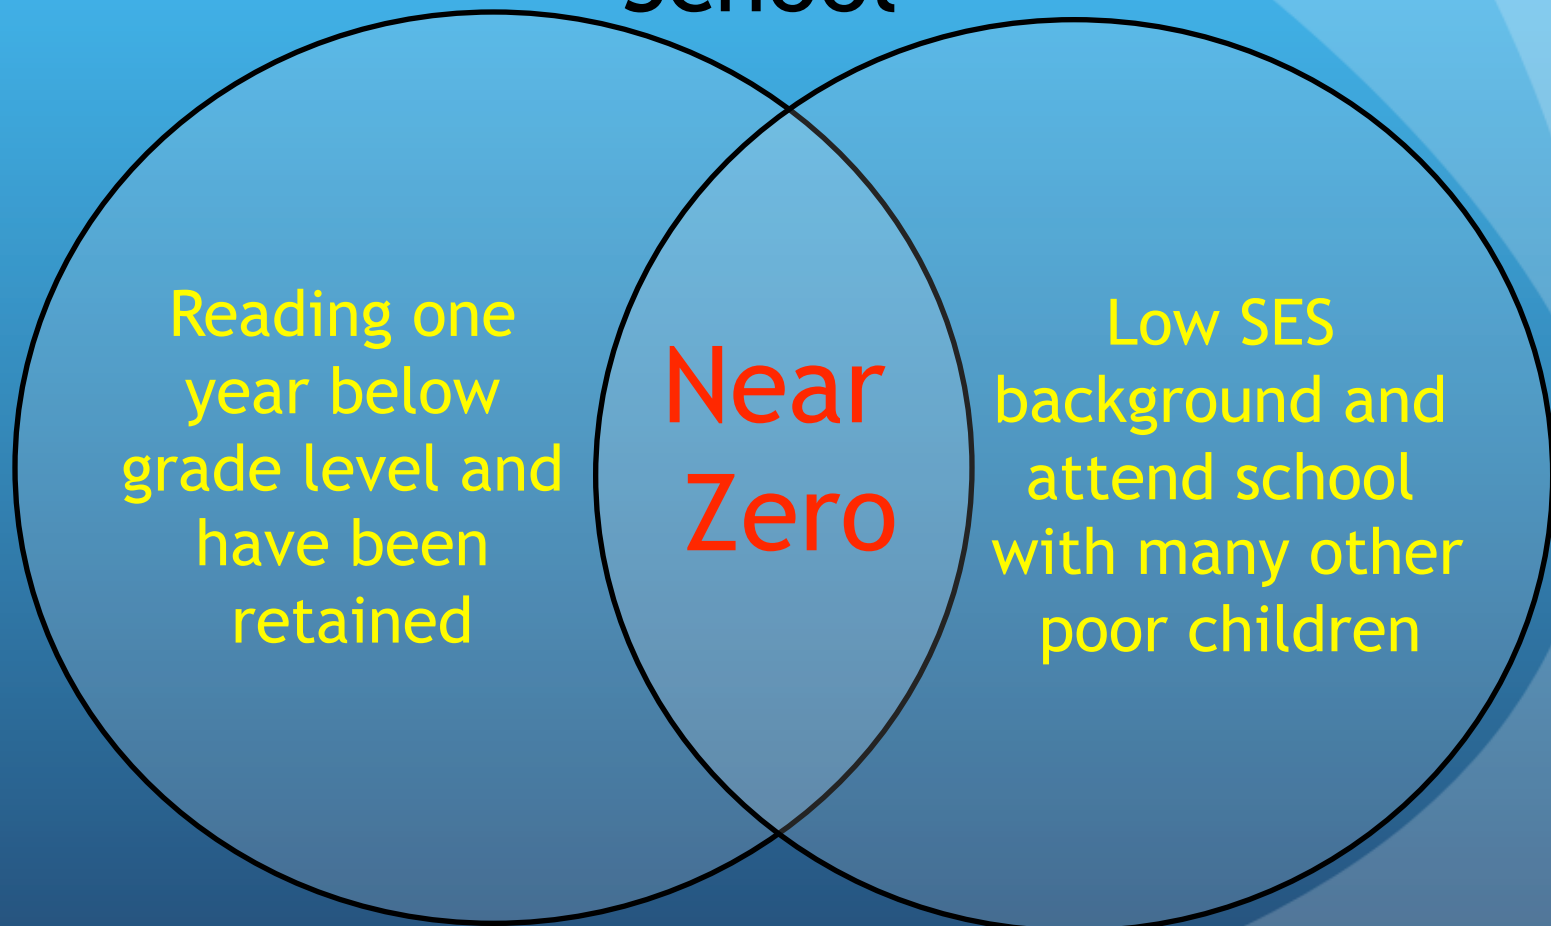 School
Reading one
year below
grade level and
have been
retained
Near
Zero
Low SES
background and
attend school
with many other
poor children